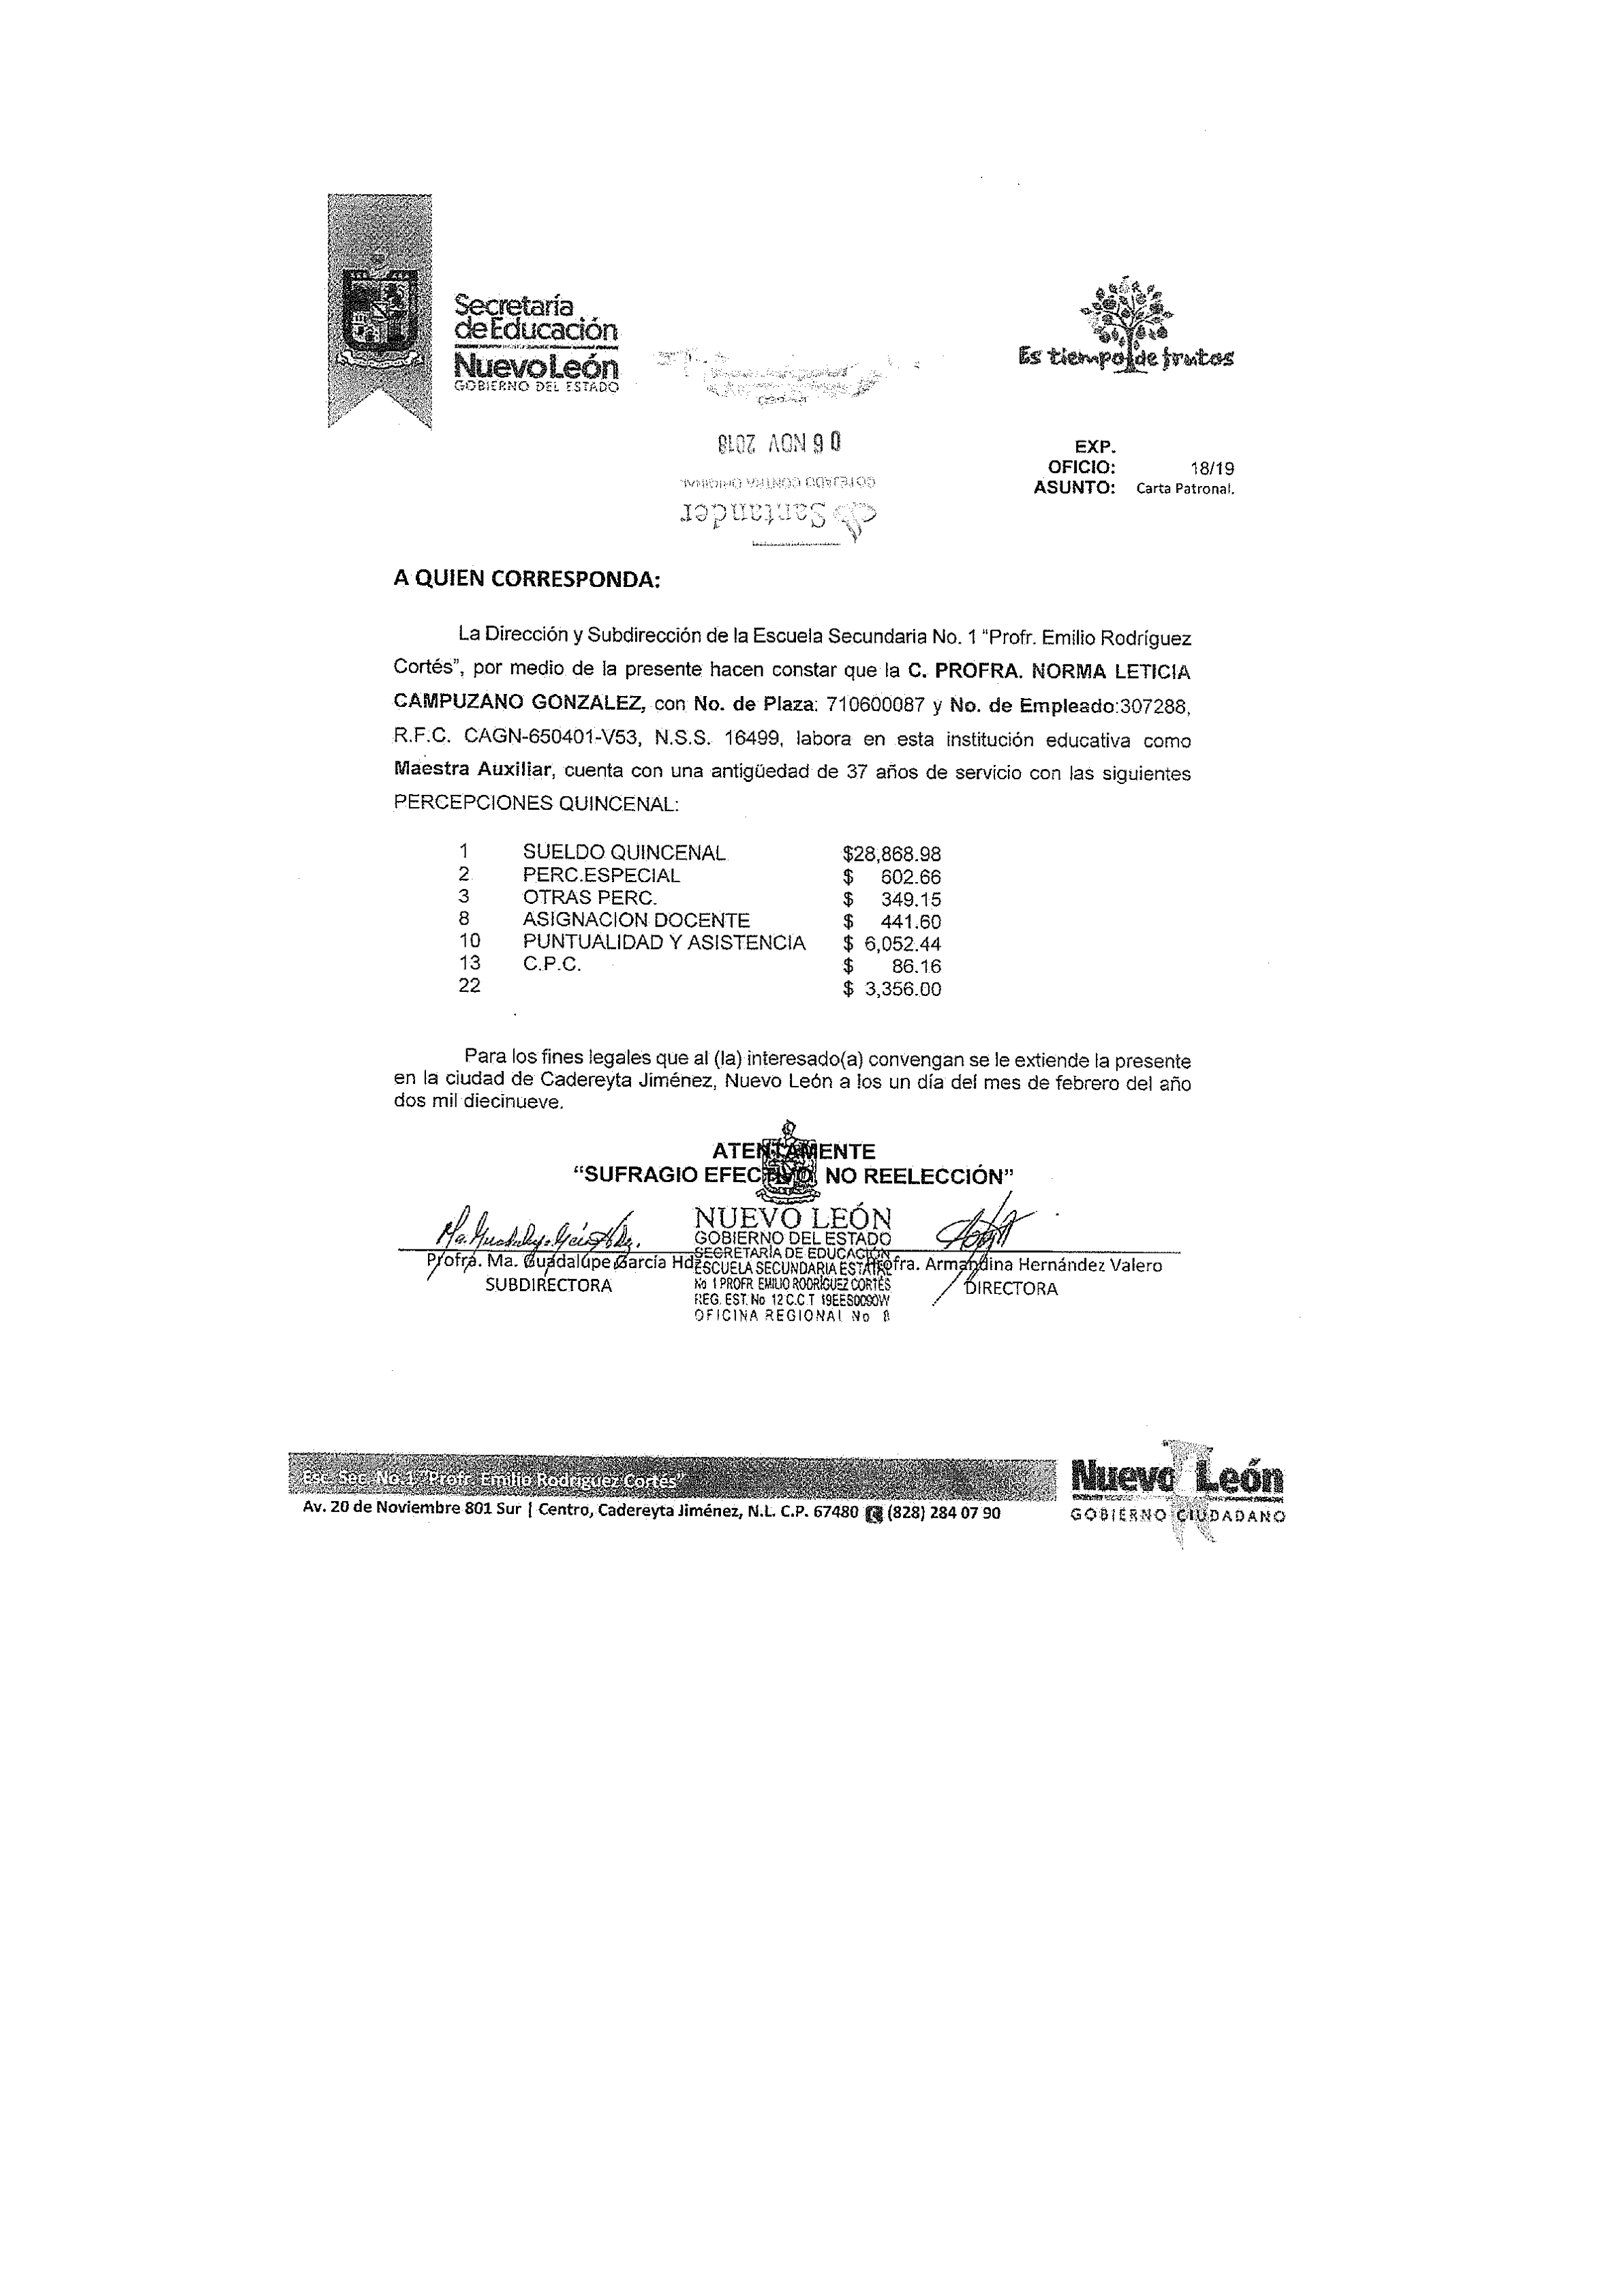 Secretaría
de Educación
Nuevo León
GOBIERNO DEL ESTADO
Es tiempo de frutos
06 NOV 2018
COTEJADO CONTRA ORIGINAL
Santander
EXP.
OFICIO: 18/19
ASUNTO: Carta Patronal.
A QUIEN CORRESPONDA:
La Dirección y Subdirección de la Escuela Secundaria No. 1 “Profr. Emilio Rodríguez
Cortés”, por medio de la presente hacen constar que la C. PROFRA. NORMA LETICIA
CAMPUZANO GONZALEZ, con No. de Plaza: 710600087 y No. de Empleado:307288,
R.F.C. CAGN-650401-V53, N.S.S. 16499, labora en esta institución educativa como
Maestra Auxiliar, cuenta con una antigüedad de 37 años de servicio con las siguientes
PERCEPCIONES QUINCENAL:
1 SUELDO QUINCENAL $28,868.98
2 PERC.ESPECIAL $ 602.66
3 OTRAS PERC. $ 349.15
8 ASIGNACION DOCENTE $ 441.60
10 PUNTUALIDAD Y ASISTENCIA $ 6,052.44
13 C.P.C. $ 86.16
22 $ 3,356.00
Para los fines legales que al (la) interesado(a) convengan se le extiende la presente
en la ciudad de Cadereyta Jiménez, Nuevo León a los un día del mes de febrero del año
dos mil diecinueve.
ATENTAMENTE
“SUFRAGIO EFECTIVO NO REELECCIÓN”
NUEVO LEÓN
GOBIERNO DEL ESTADO
SECRETARÍA DE EDUCACIÓN
ESCUELA SECUNDARIA ESTATAL
No 1 PROFR. EMILIO RODRÍGUEZ CORTÉS
REG. EST. No 12 C.C.T 19EES0090W
OFICINA REGIONAL No 8
Profra. Ma. Guadalupe García Hdz
SUBDIRECTORA
Profra. Armandina Hernández Valero
DIRECTORA
Esc. Sec. No.1 “Profr. Emilio Rodríguez Cortés”
Av. 20 de Noviembre 801 Sur | Centro, Cadereyta Jiménez, N.L. C.P. 67480 (828) 284 07 90
Nuevo León
GOBIERNO CIUDADANO